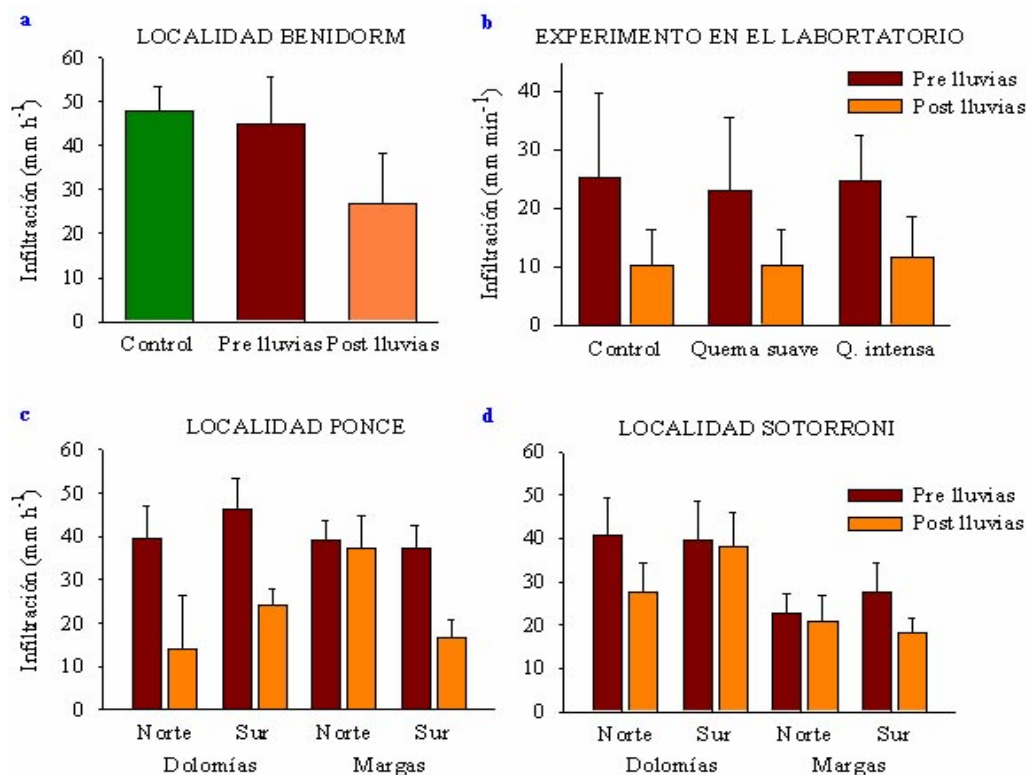 a
LOCALIDAD BENIDORM
Infiltración (mm h-1)
60
50
40
30
20
10
0
Control Pre lluvias Post lluvias
b
EXPERIMENTO EN EL LABORTATORIO
Pre lluvias
Post lluvias
Infiltración (mm min-1)
40
30
20
10
0
Control Quema suave Q. intensa
c
LOCALIDAD PONCE
Infiltración (mm h-1)
60
50
40
30
20
10
0
Norte Sur Norte Sur
Dolomías Margas
d
LOCALIDAD SOTORRONI
Pre lluvias
Post lluvias
60
50
40
30
20
10
0
Norte Sur Norte Sur
Dolomías Margas